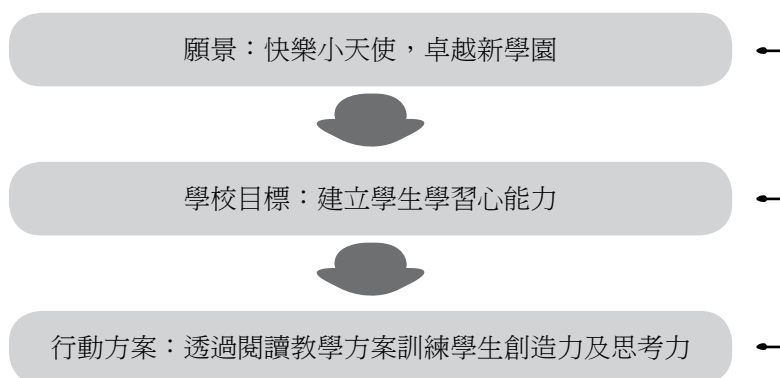 願景：快樂小天使，卓越新學園
學校目標：建立學生學習心能力
行動方案：透過閱讀教學方案訓練學生創造力及思考力